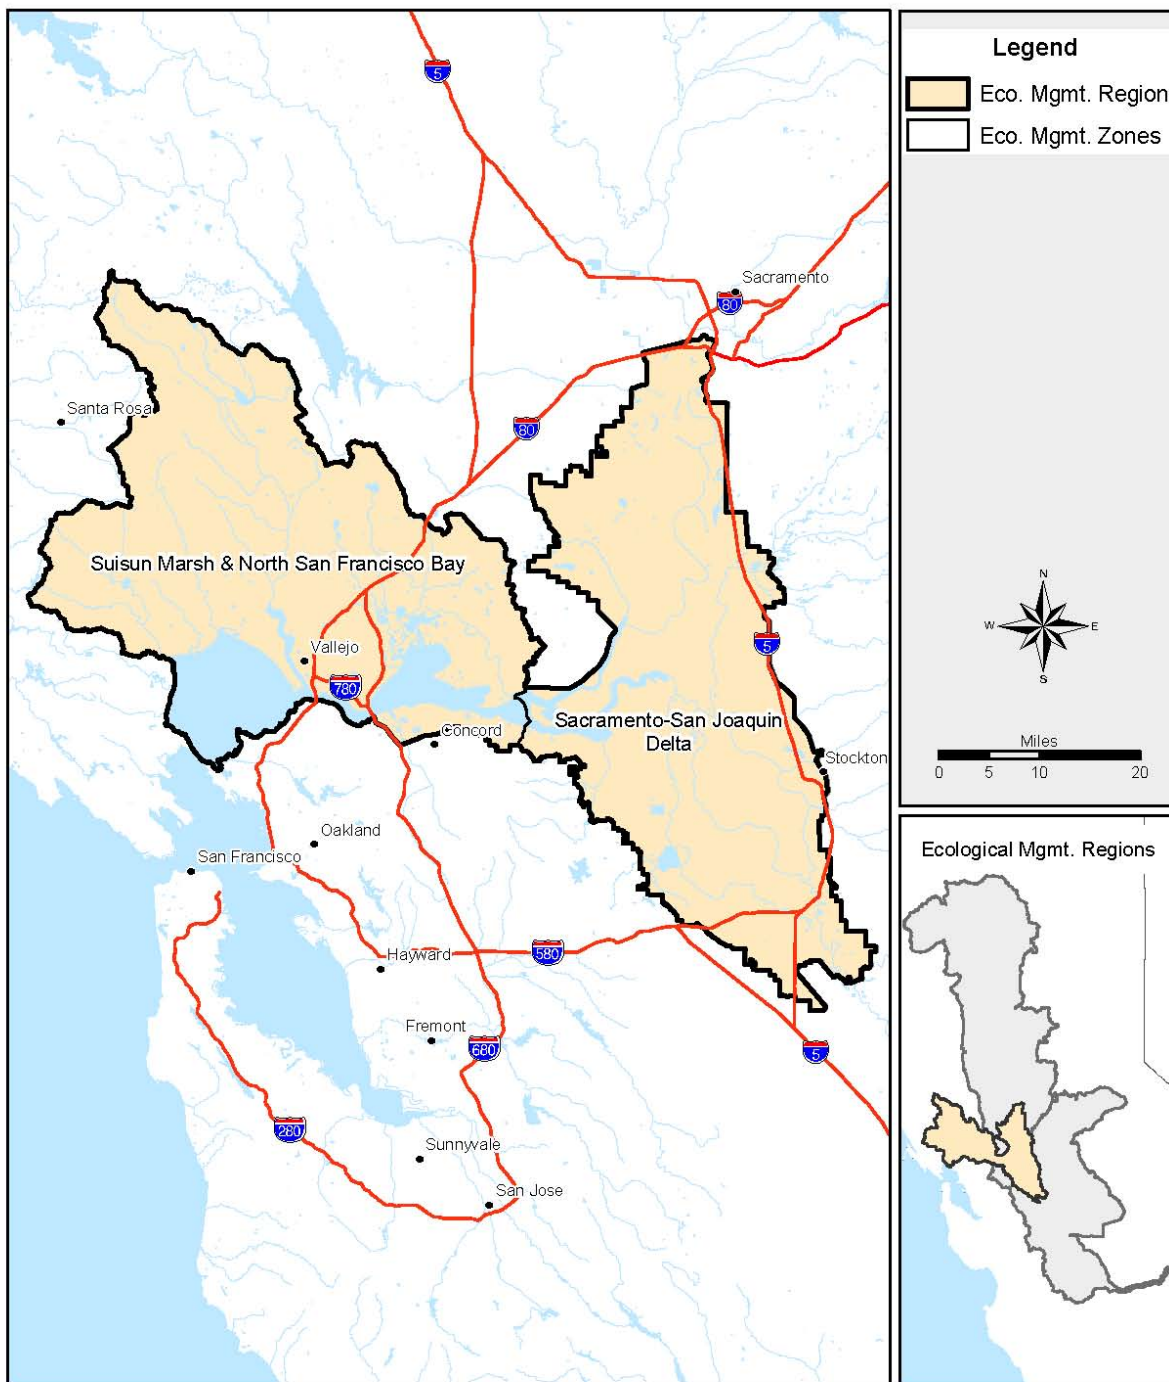 5
Sacramento
80
Santa Rosa
80
Suisun Marsh & North San Francisco Bay
Vallejo
780
5
Concord
Sacramento-San Joaquin
Delta
Stockton
Oakland
San Francisco
Hayward
580
Fremont
680
5
280
Sunnyvale
San Jose
Legend
Eco. Mgmt. Region
Eco. Mgmt. Zones
N
W
E
S
Miles
0 5 10 20
Ecological Mgmt. Regions